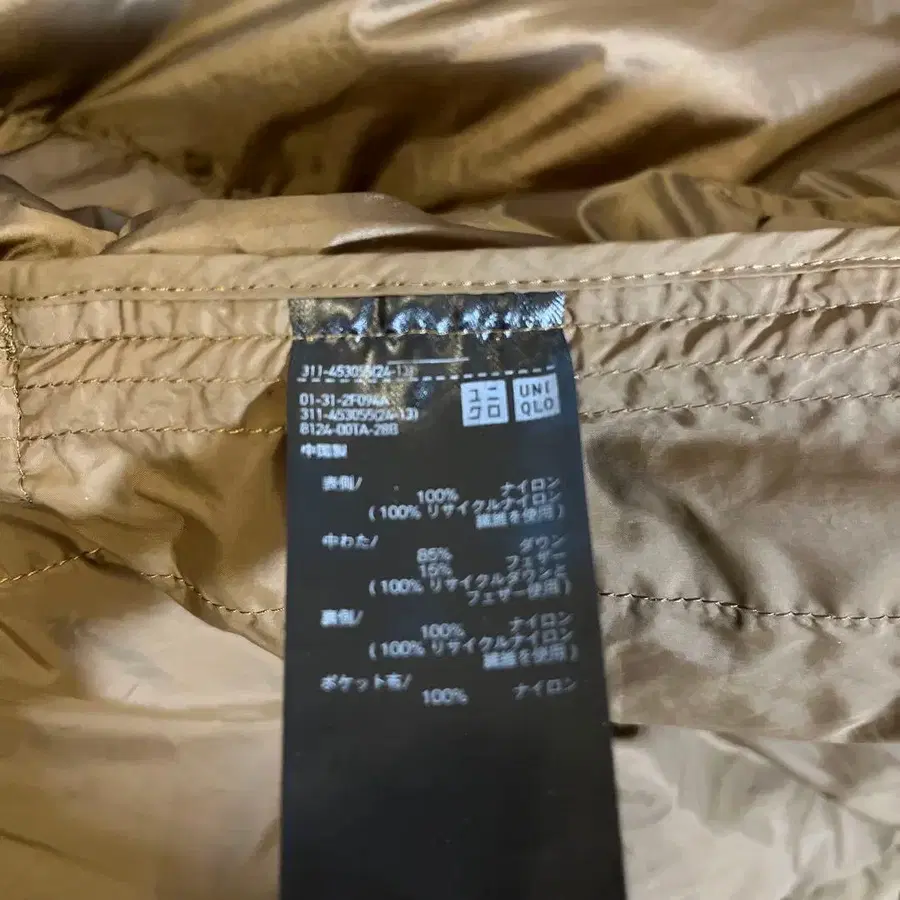 311-453055(24-13)
01-31-2F094A
311-453055(24-13)
8124-00TA-28B
中国製
ユニクロ
UNIQLO
表側/
100% ナイロン
(100% リサイクルナイロン
繊維を使用)
中わた/
85% ダウン
15% フェザー
(100% リサイクルダウンと
フェザー使用)
裏側/
100% ナイロン
(100% リサイクルナイロン
繊維を使用)
ポケット布/
100% ナイロン